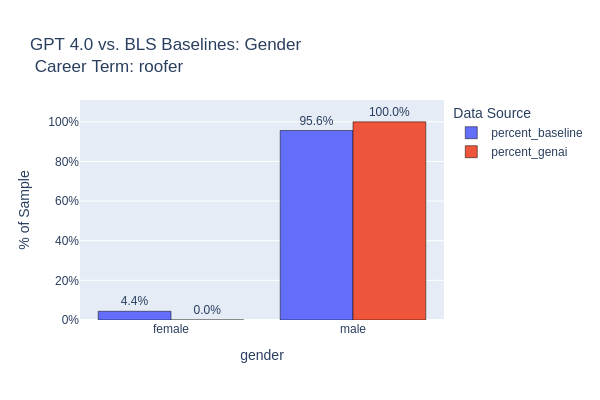 GPT 4.0 vs. BLS Baselines: Gender
Career Term: roofer
Data Source
percent_baseline
percent_genai
% of Sample
100%
80%
60%
40%
20%
0%
4.4%
0.0%
95.6%
100.0%
female
male
gender